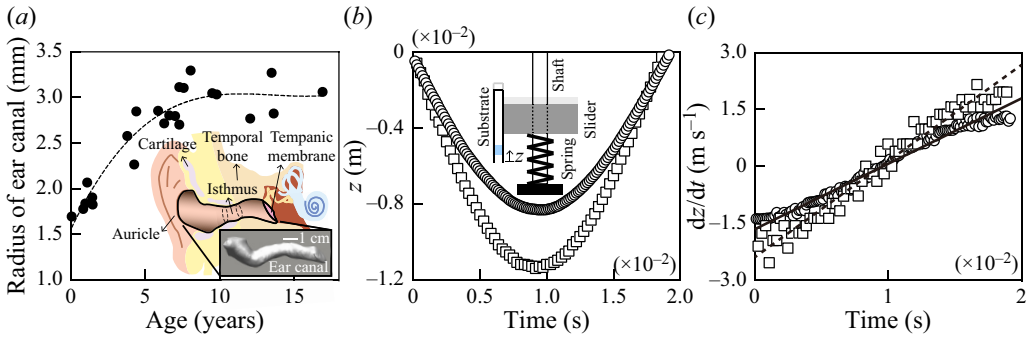 (a)
Radius of ear canal (mm)
3.5
3.0
2.5
2.0
1.5
1.0
0
5
10
15
Age (years)
Cartilage
Temporal
bone
Tempanic
membrane
Isthmus
Auricle
1 cm
Ear canal
(b)
(×10⁻²)
z (m)
0
−0.4
−0.8
−1.2
0
0.5
1.0
1.5
2.0
(×10⁻²)
Time (s)
Substrate
z
Shaft
Slider
Spring
(c)
dz/dt (m s⁻¹)
3.0
1.5
0
−1.5
−3.0
0
1
2
(×10⁻²)
Time (s)